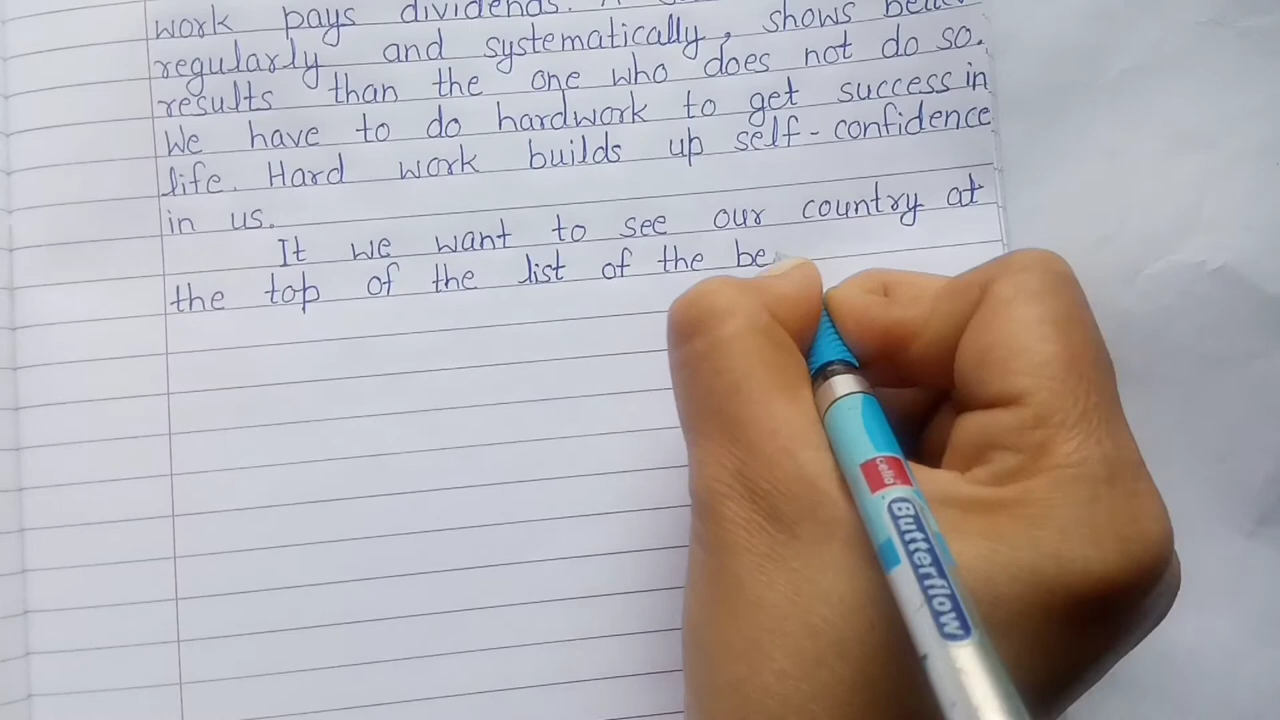 work pays dividends.
regularly and systematically, shows
results than the one who does not do so.
We have to do hardwork to get success in
life. Hard work builds up self-confidence
in us.
It we want to see our country at
the top of the list of the be
cello
Butterflow